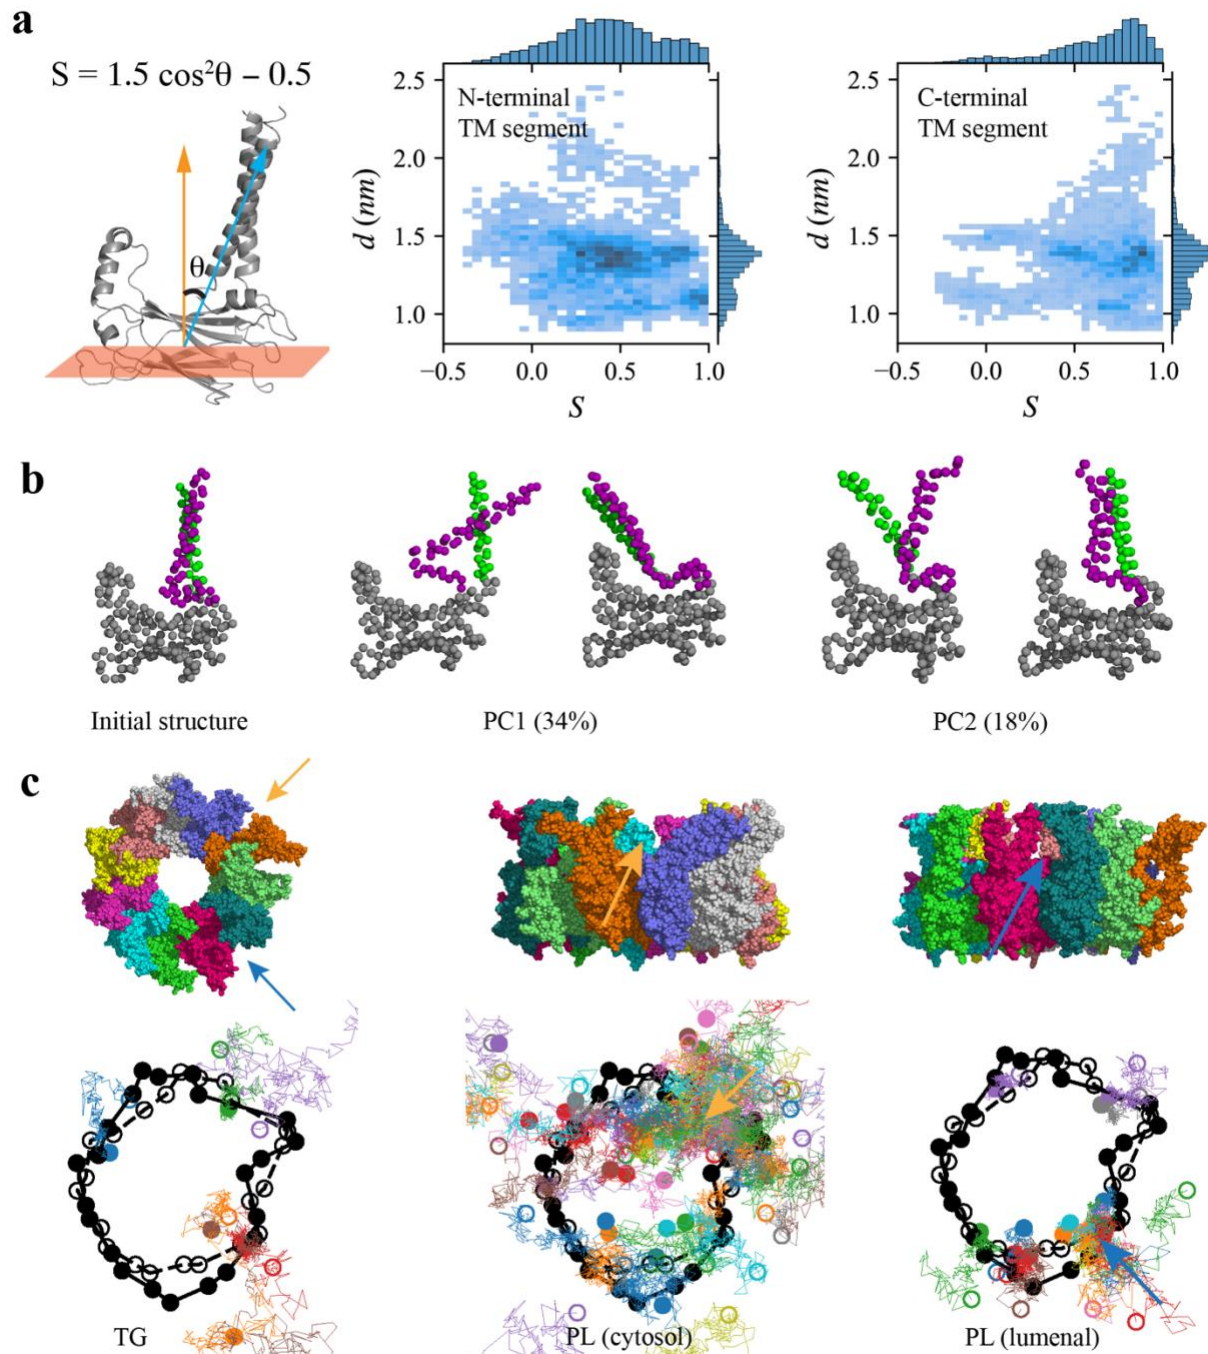 a
S = 1.5 cos²θ – 0.5
θ
N-terminal
TM segment
d (nm)
2.5
2.0
1.5
1.0
−0.5 0.0 0.5 1.0
S
C-terminal
TM segment
d (nm)
2.5
2.0
1.5
1.0
−0.5 0.0 0.5 1.0
S
b
Initial structure
PC1 (34%)
PC2 (18%)
c
TG
PL (cytosol)
PL (lumenal)